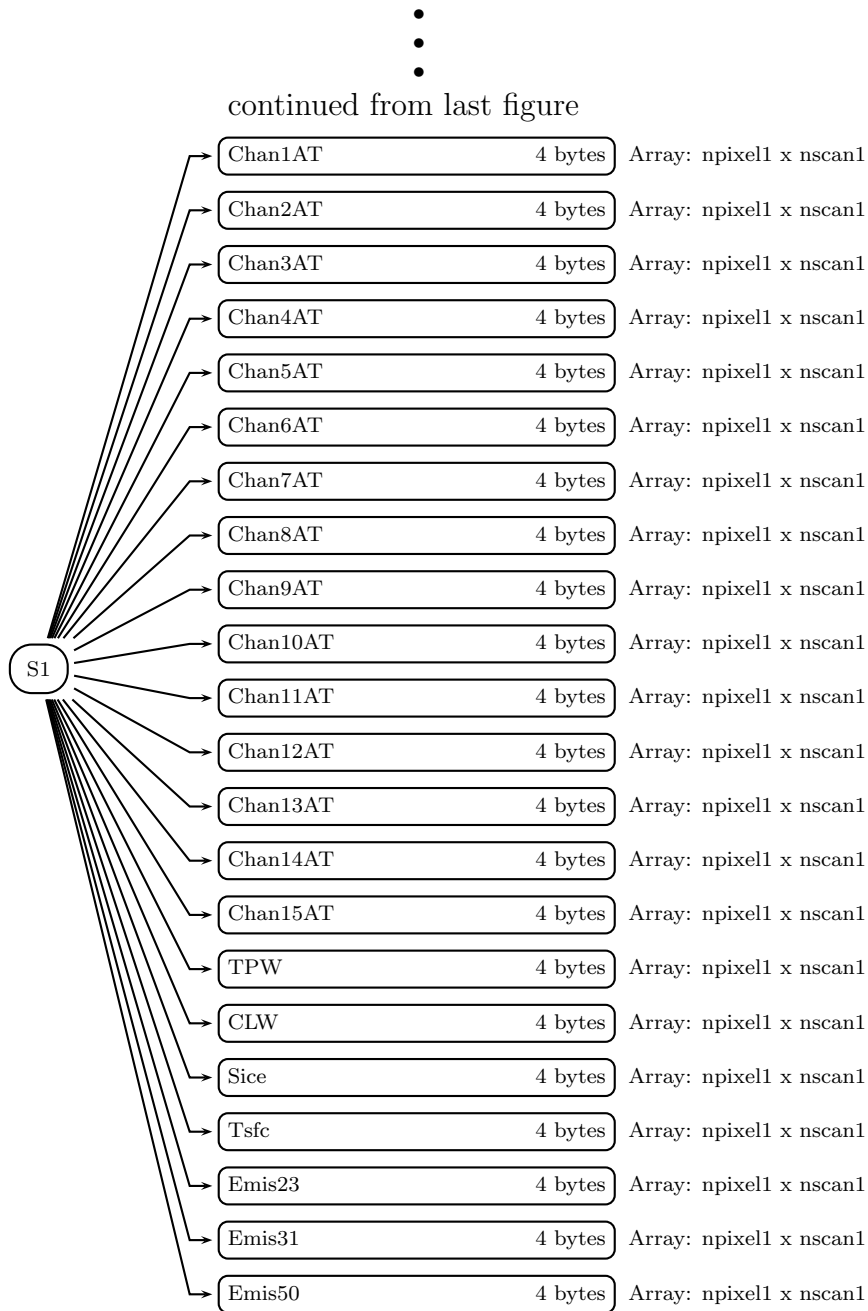 continued from last figure
Chan1AT 4 bytes Array: npixel1 x nscan1
Chan2AT 4 bytes Array: npixel1 x nscan1
Chan3AT 4 bytes Array: npixel1 x nscan1
Chan4AT 4 bytes Array: npixel1 x nscan1
Chan5AT 4 bytes Array: npixel1 x nscan1
Chan6AT 4 bytes Array: npixel1 x nscan1
Chan7AT 4 bytes Array: npixel1 x nscan1
Chan8AT 4 bytes Array: npixel1 x nscan1
Chan9AT 4 bytes Array: npixel1 x nscan1
Chan10AT 4 bytes Array: npixel1 x nscan1
S1
Chan11AT 4 bytes Array: npixel1 x nscan1
Chan12AT 4 bytes Array: npixel1 x nscan1
Chan13AT 4 bytes Array: npixel1 x nscan1
Chan14AT 4 bytes Array: npixel1 x nscan1
Chan15AT 4 bytes Array: npixel1 x nscan1
TPW 4 bytes Array: npixel1 x nscan1
CLW 4 bytes Array: npixel1 x nscan1
Sice 4 bytes Array: npixel1 x nscan1
Tsfc 4 bytes Array: npixel1 x nscan1
Emis23 4 bytes Array: npixel1 x nscan1
Emis31 4 bytes Array: npixel1 x nscan1
Emis50 4 bytes Array: npixel1 x nscan1